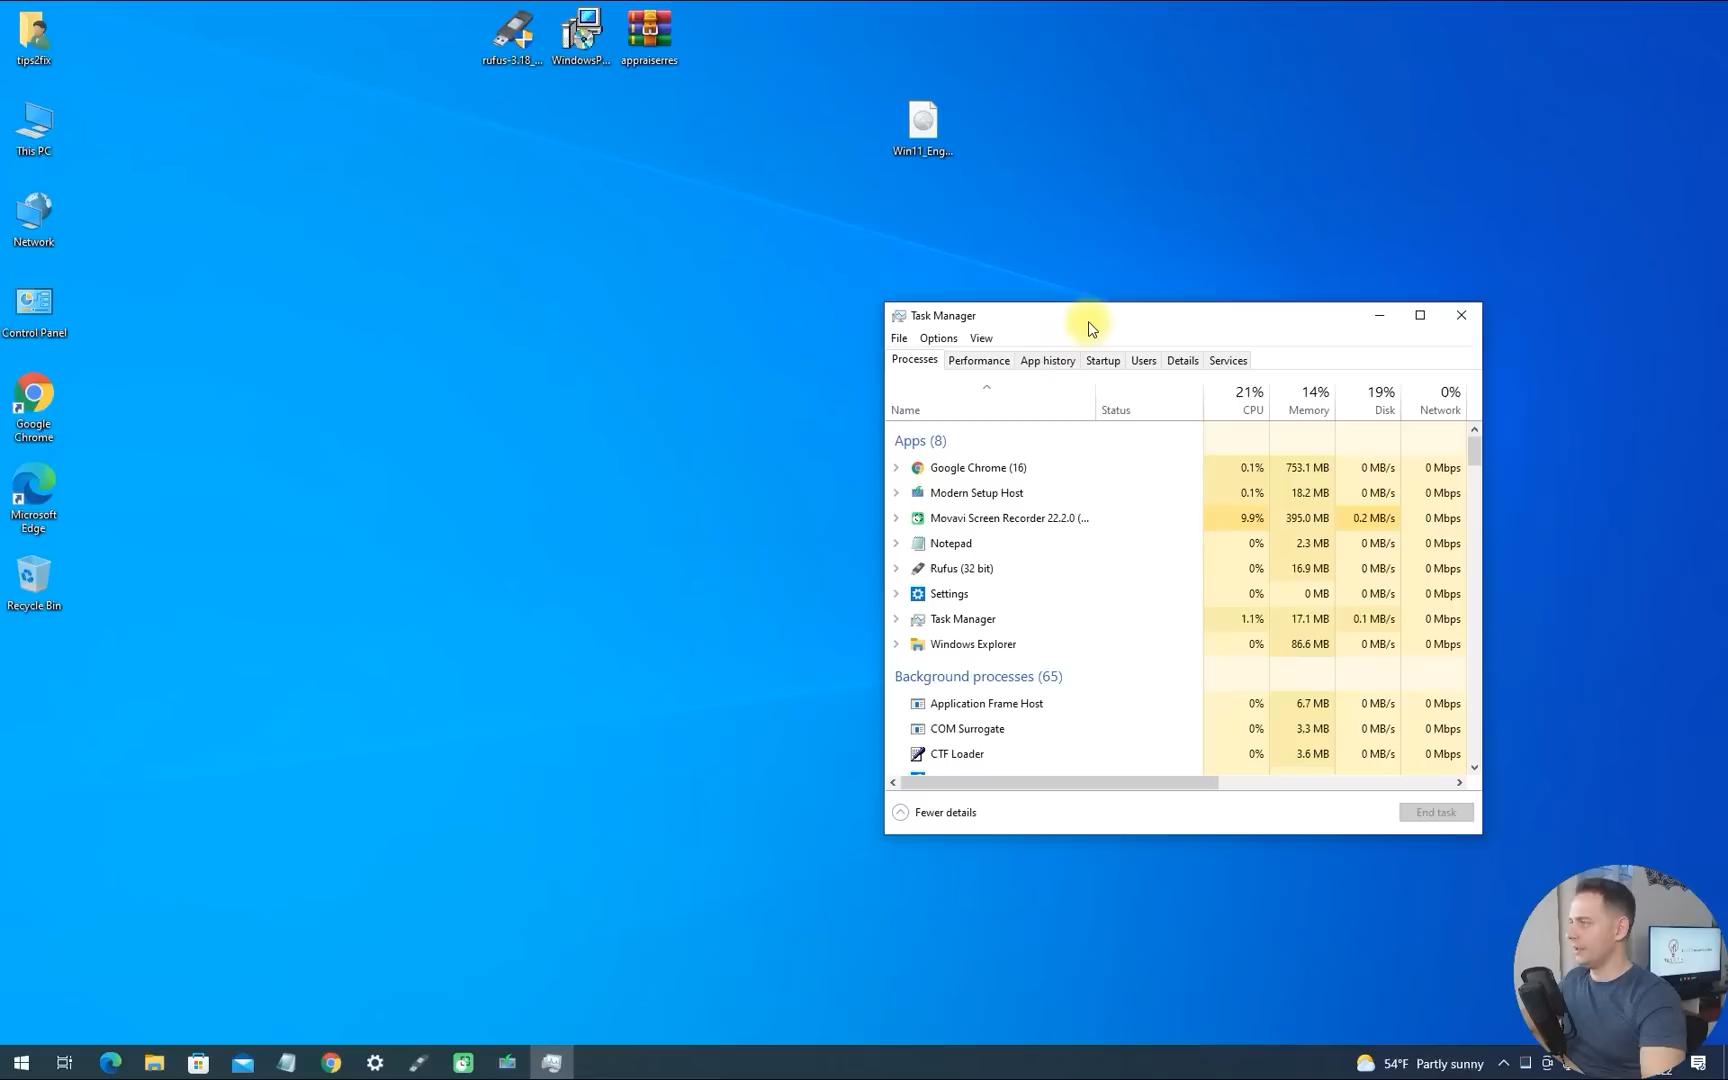 tips2fix
rufus-3.18_...
WindowsP...
appraiserres
This PC
Win11_Eng...
Network
Control Panel
Google
Chrome
Microsoft
Edge
Recycle Bin
Task Manager
File Options View
Processes Performance App history Startup Users Details Services
21% 14% 19% 0%
Name Status CPU Memory Disk Network
Apps (8)
Google Chrome (16) 0.1% 753.1 MB 0 MB/s 0 Mbps
Modern Setup Host 0.1% 18.2 MB 0 MB/s 0 Mbps
Movavi Screen Recorder 22.2.0 (... 9.9% 395.0 MB 0.2 MB/s 0 Mbps
Notepad 0% 2.3 MB 0 MB/s 0 Mbps
Rufus (32 bit) 0% 16.9 MB 0 MB/s 0 Mbps
Settings 0% 0 MB 0 MB/s 0 Mbps
Task Manager 1.1% 17.1 MB 0.1 MB/s 0 Mbps
Windows Explorer 0% 86.6 MB 0 MB/s 0 Mbps
Background processes (65)
Application Frame Host 0% 6.7 MB 0 MB/s 0 Mbps
COM Surrogate 0% 3.3 MB 0 MB/s 0 Mbps
CTF Loader 0% 3.6 MB 0 MB/s 0 Mbps
Fewer details End task
54°F Partly sunny